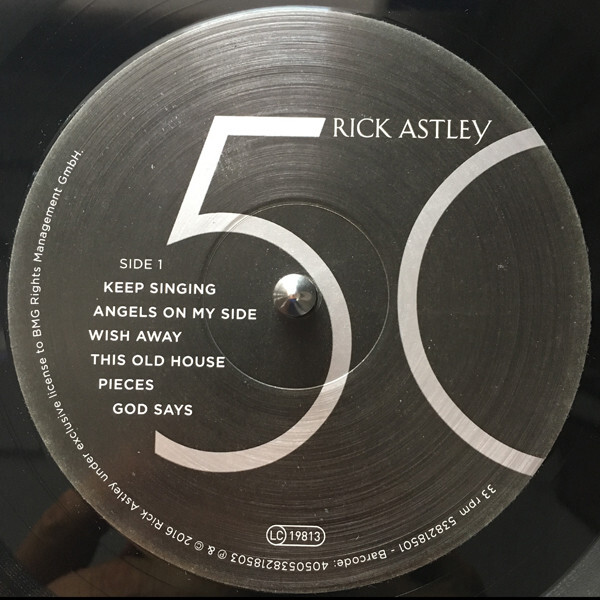 50
RICK ASTLEY
SIDE 1
KEEP SINGING
ANGELS ON MY SIDE
WISH AWAY
THIS OLD HOUSE
PIECES
GOD SAYS
LC 19813
33 rpm 538218501 - Barcode: 4050538218503 ℗ & © 2016 Rick Astley under exclusive license to BMG Rights Management GmbH.